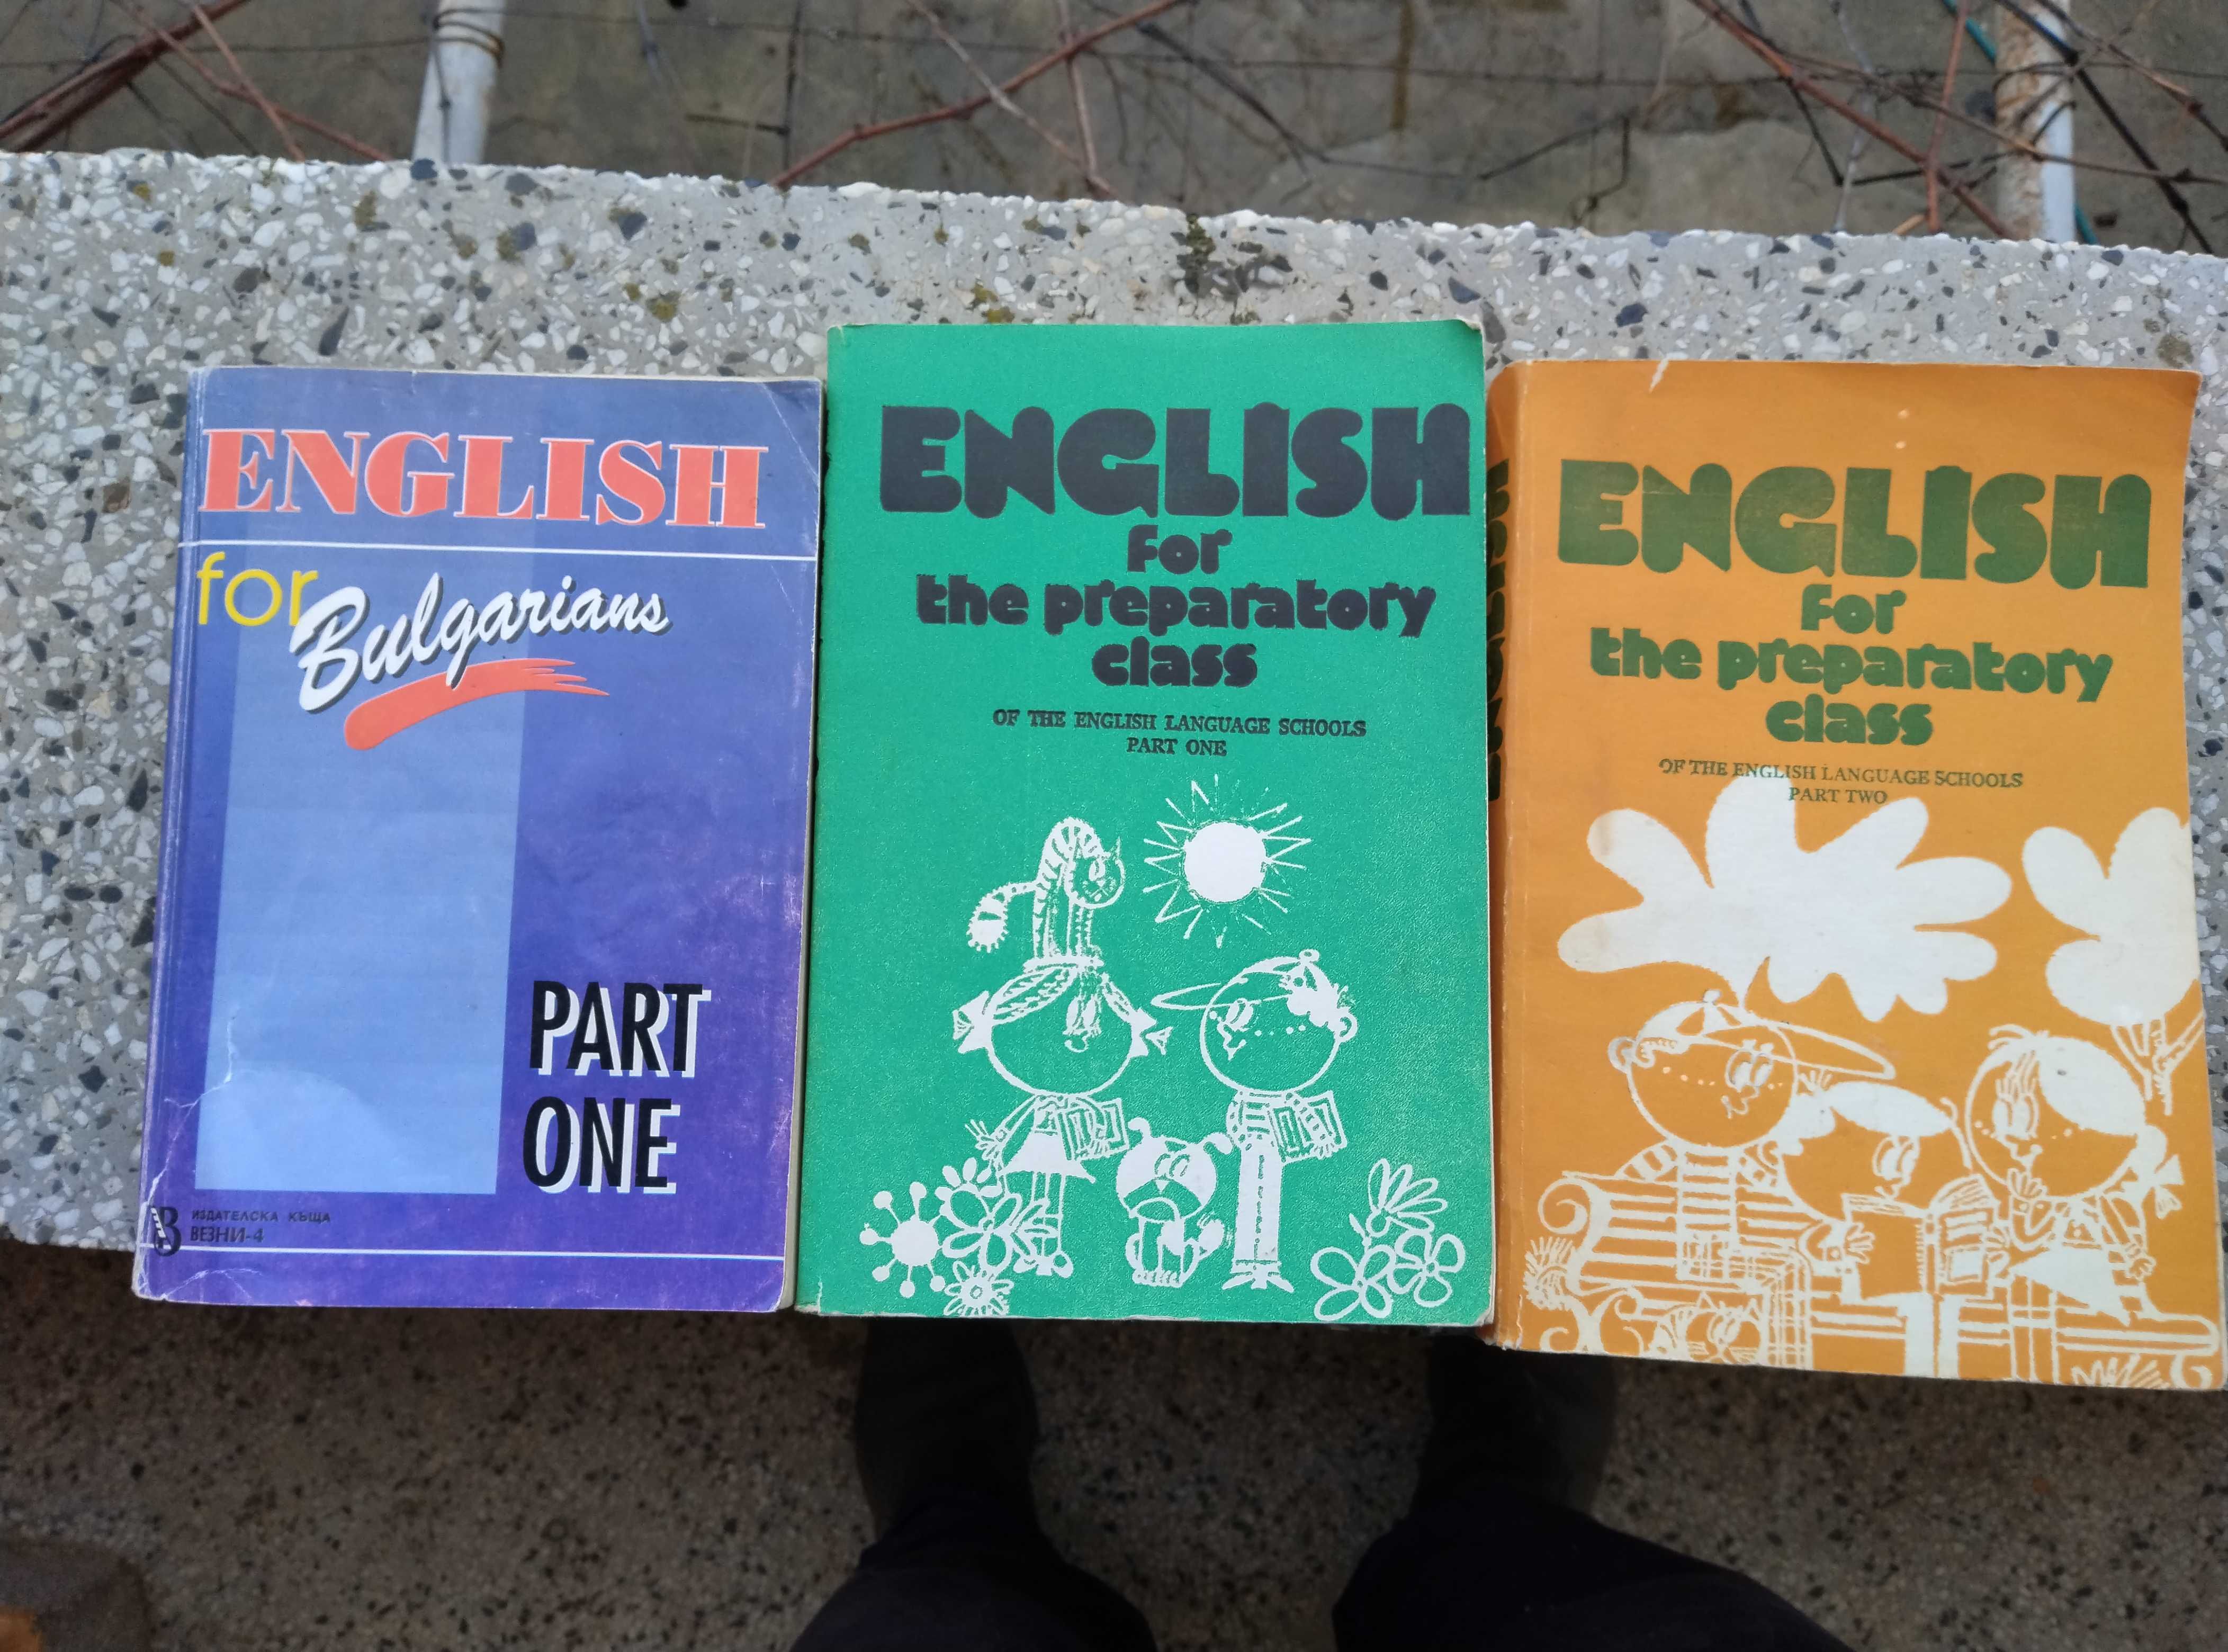 ENGLISH
for Bulgarians
PART
ONE
ИЗДАТЕЛСКА КЪЩА
ВЕЗНИ-4
ENGLISH
for
the preparatory
class
OF THE ENGLISH LANGUAGE SCHOOLS
PART ONE
ENGLISH
for
the preparatory
class
OF THE ENGLISH LANGUAGE SCHOOLS
PART TWO